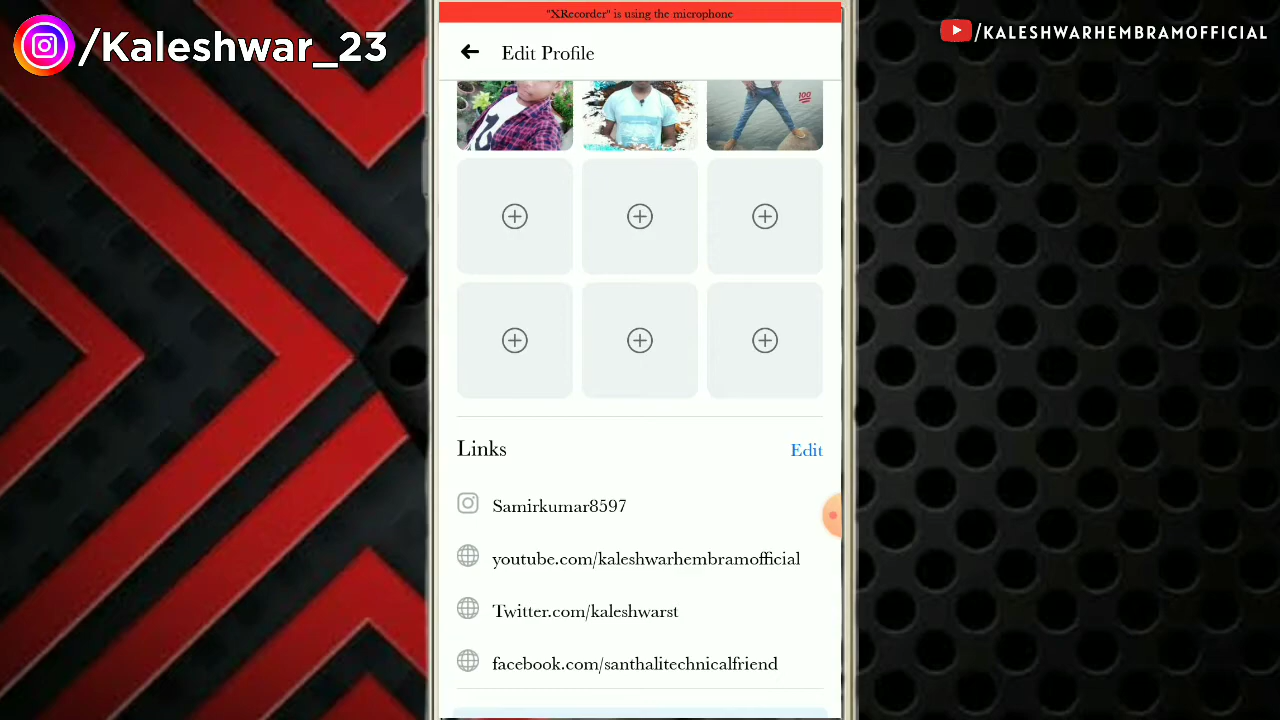 /Kaleshwar_23
"XRecorder" is using the microphone
/KALESHWARHEMBRAMOFFICIAL
Edit Profile
100
Links
Edit
Samirkumar8597
youtube.com/kaleshwarhembramofficial
Twitter.com/kaleshwarst
facebook.com/santhalitechnicalfriend